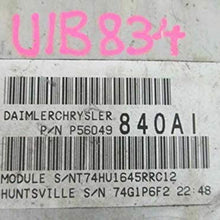 UIB834
DAIMLERCHRYSLER
P/N P56049 840AI
MODULE S/NT74HU1645RRC12
HUNTSVILLE S/N 74G1P6F2 22:48